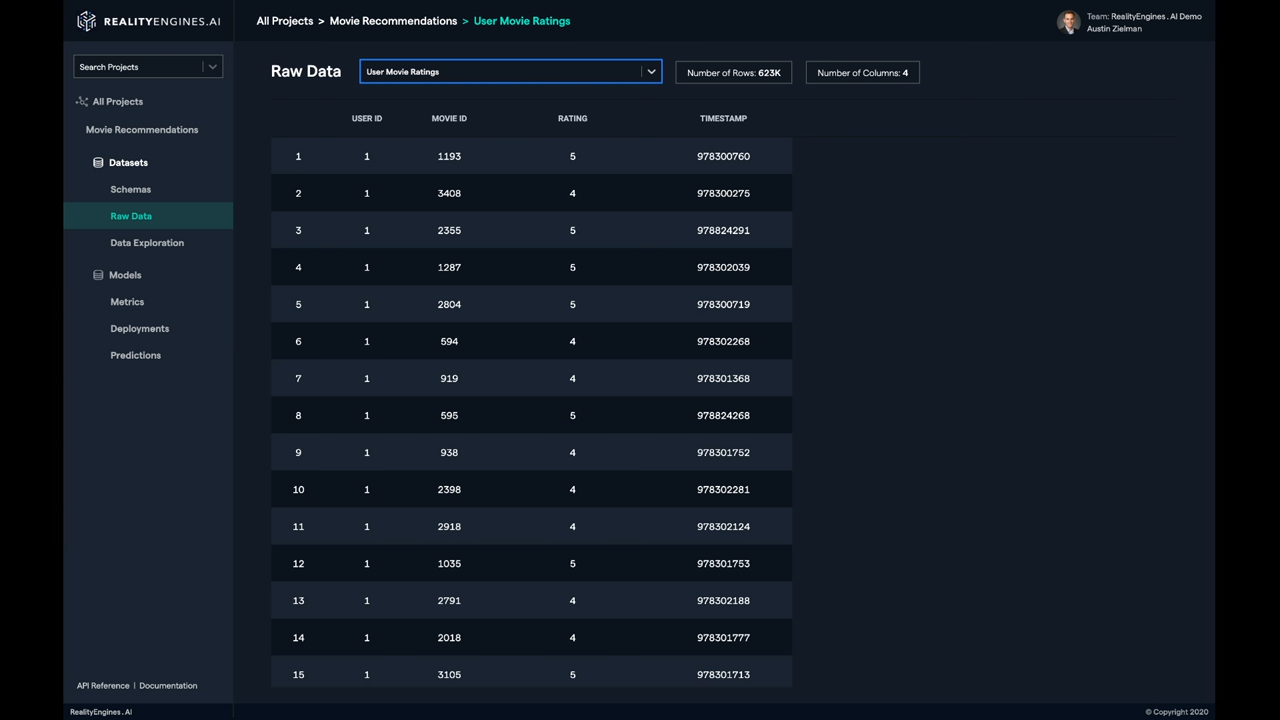 REALITYENGINES.AI
All Projects > Movie Recommendations > User Movie Ratings
Team: RealityEngines.AI Demo
Austin Zielman
Search Projects
All Projects
Movie Recommendations
Datasets
Schemas
Raw Data
Data Exploration
Models
Metrics
Deployments
Predictions
API Reference | Documentation
Raw Data
User Movie Ratings
Number of Rows: 623K
Number of Columns: 4
USER ID MOVIE ID RATING TIMESTAMP
1 1 1193 5 978300760
2 1 3408 4 978300275
3 1 2355 5 978824291
4 1 1287 5 978302039
5 1 2804 5 978300719
6 1 594 4 978302268
7 1 919 4 978301368
8 1 595 5 978824268
9 1 938 4 978301752
10 1 2398 4 978302281
11 1 2918 4 978302124
12 1 1035 5 978301753
13 1 2791 4 978302188
14 1 2018 4 978301777
15 1 3105 5 978301713
RealityEngines.AI
© Copyright 2020